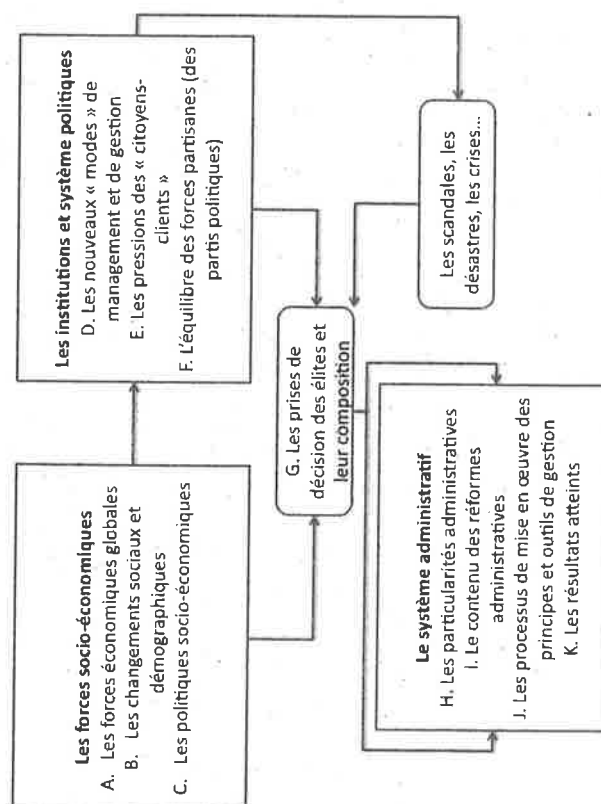 Les forces socio-économiques
A. Les forces économiques globales
B. Les changements sociaux et
démographiques
C. Les politiques socio-économiques
Les institutions et système politiques
D. Les nouveaux « modes » de
management et de gestion
E. Les pressions des « citoyens-
clients »
F. L'équilibre des forces partisanes (des
partis politiques)
G. Les prises de
décision des élites et
leur composition
Les scandales, les
désastres, les crises...
Le système administratif
H. Les particularités administratives
I. Le contenu des réformes
administratives
J. Les processus de mise en œuvre des
principes et outils de gestion
K. Les résultats atteints